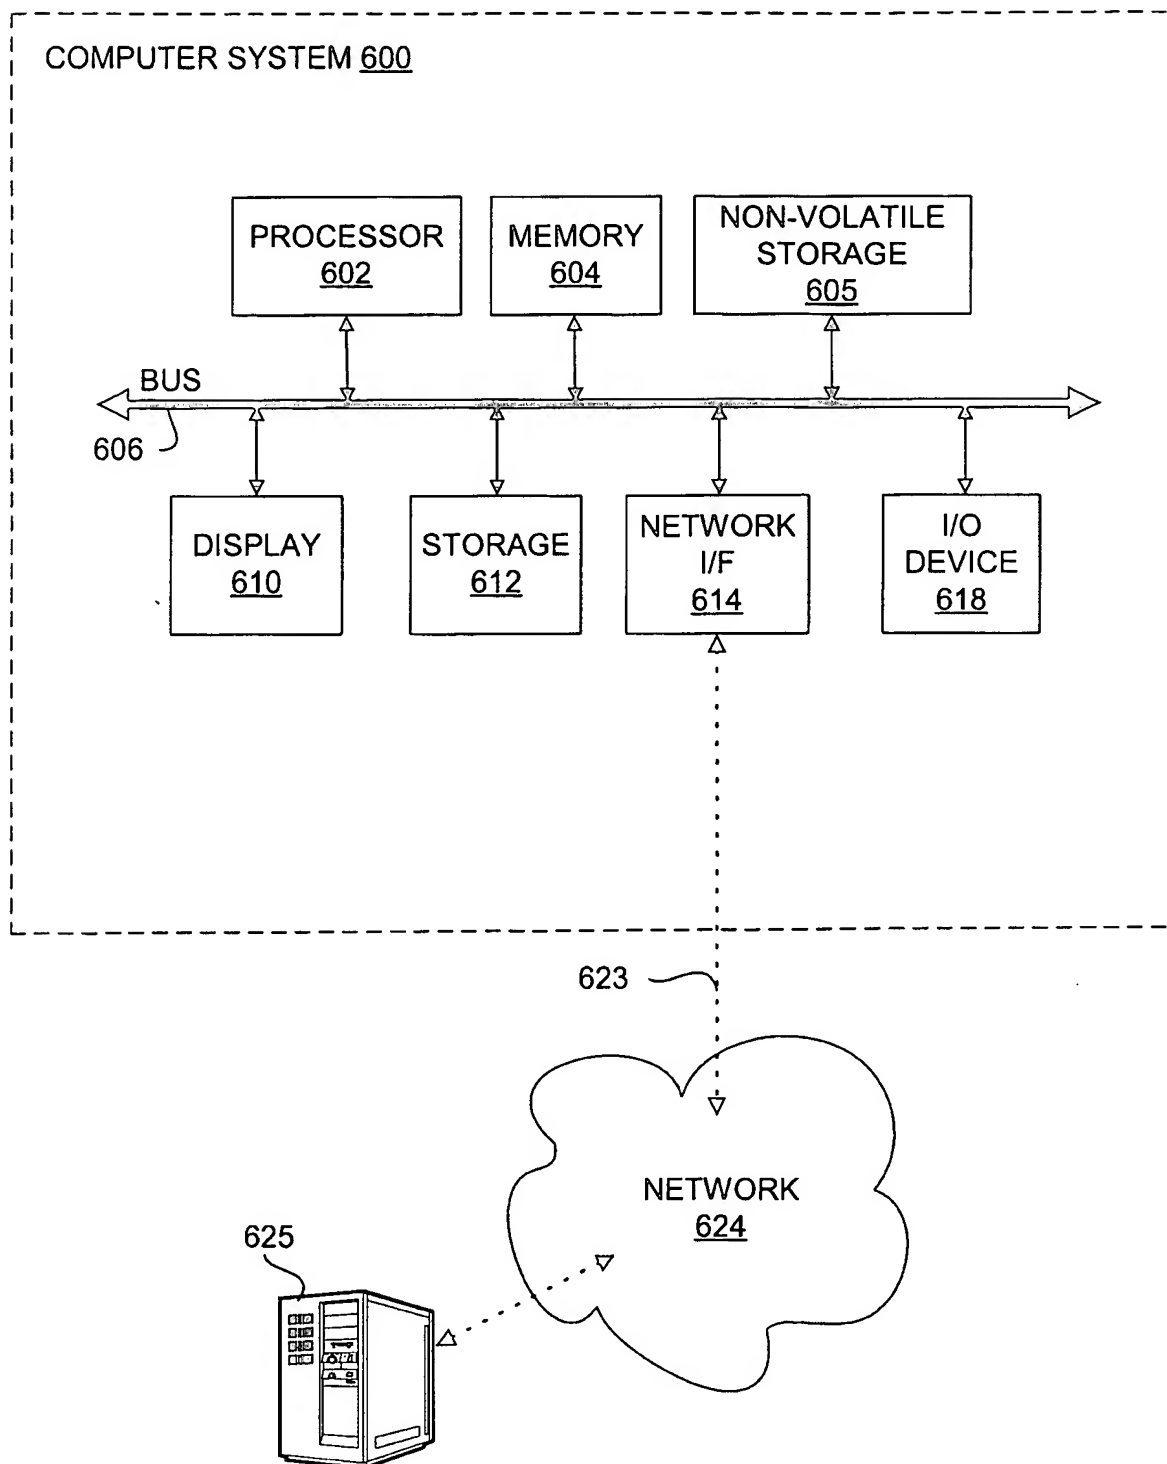 COMPUTER SYSTEM 600
PROCESSOR
602
MEMORY
604
NON-VOLATILE
STORAGE
605
BUS
606
DISPLAY
610
STORAGE
612
NETWORK
I/F
614
I/O
DEVICE
618
623
NETWORK
624
625